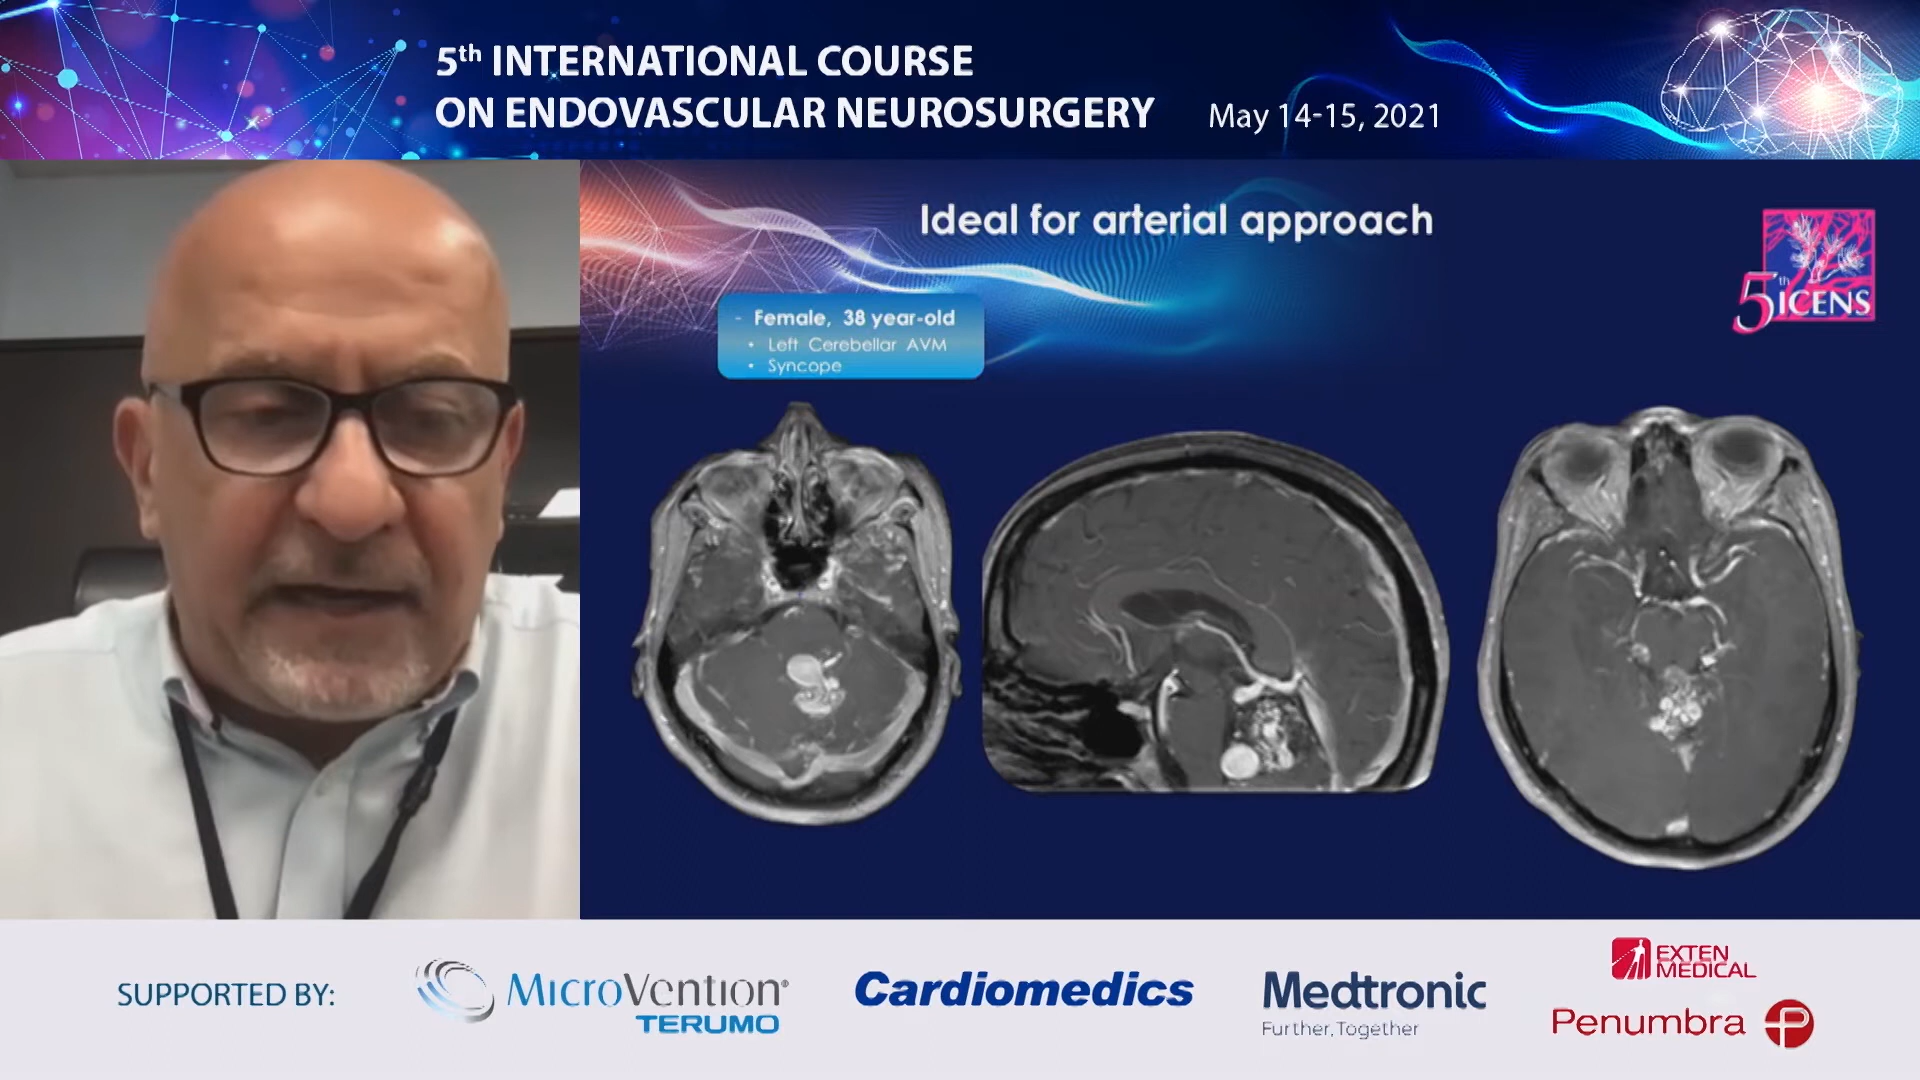 5th INTERNATIONAL COURSE
ON ENDOVASCULAR NEUROSURGERY May 14-15, 2021
Ideal for arterial approach
5th ICENS
- Female, 38 year-old
• Left Cerebellar AVM
• Syncope
SUPPORTED BY:
MicroVention®
TERUMO
Cardiomedics
Medtronic
Further, Together
EXTEN
MEDICAL
Penumbra P